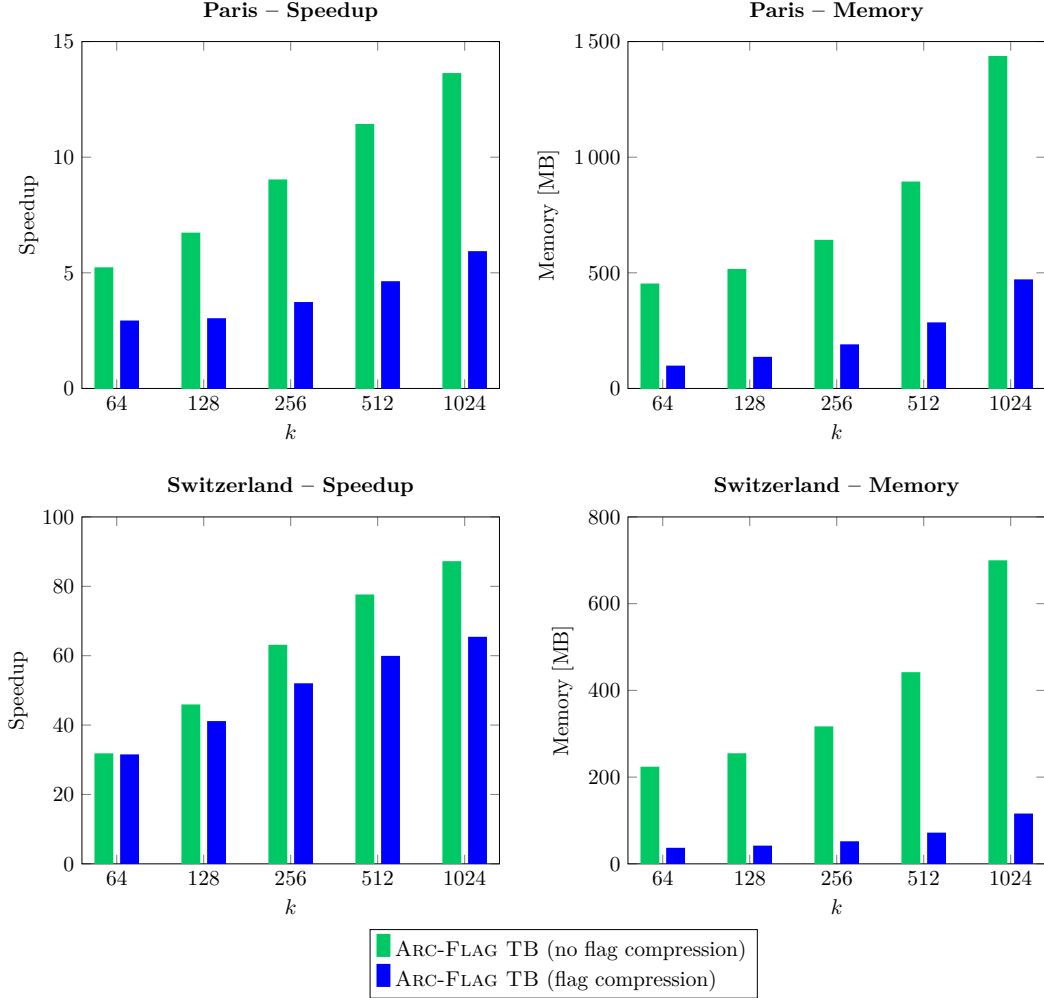 Paris – Speedup
15
10
5
0
Speedup
64 128 256 512 1024
k
Paris – Memory
1 500
1 000
500
0
Memory [MB]
64 128 256 512 1024
k
Switzerland – Speedup
100
80
60
40
20
0
Speedup
64 128 256 512 1024
k
Switzerland – Memory
800
600
400
200
0
Memory [MB]
64 128 256 512 1024
k
ARC-FLAG TB (no flag compression)
ARC-FLAG TB (flag compression)